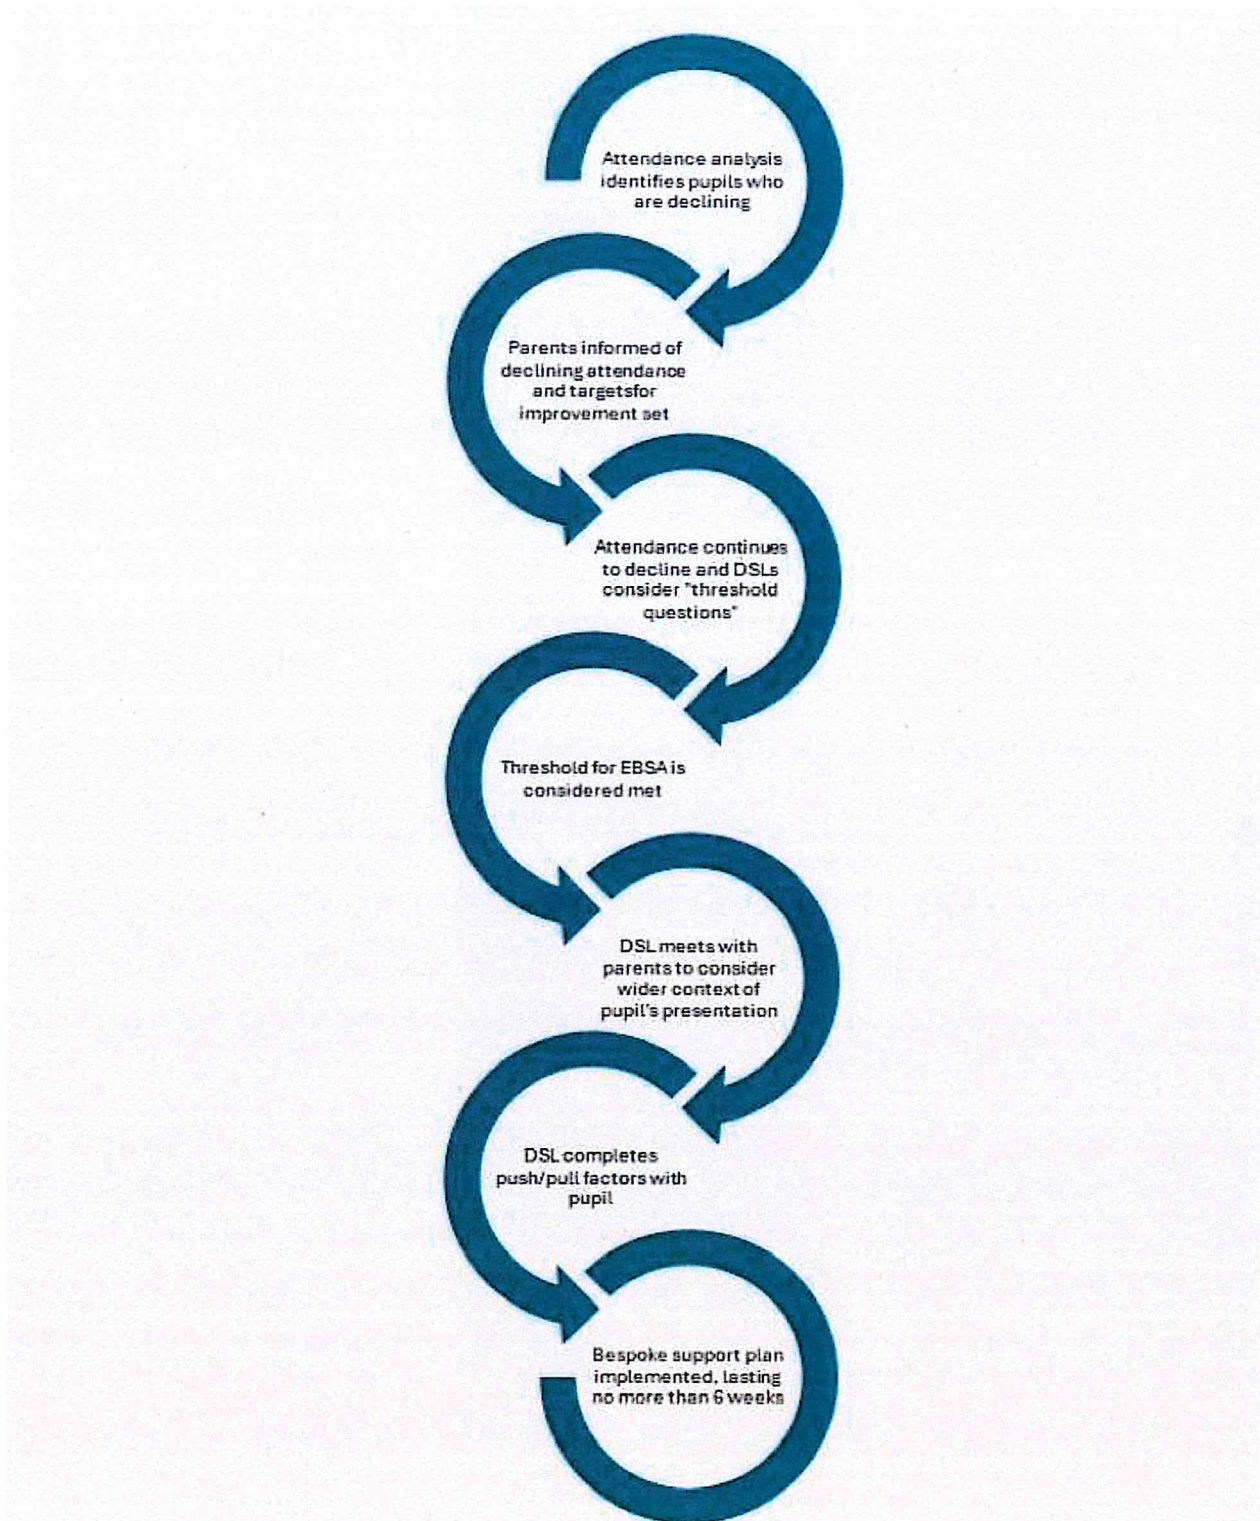 Attendance analysis
identifies pupils who
are declining
Parents informed of
declining attendance
and targetsfor
improvement set
Attendance continues
to decline and DSLs
consider "threshold
questions"
Threshold for EBSA is
considered met
DSL meets with
parents to consider
wider context of
pupil's presentation
DSL completes
push/pull factors with
pupil
Bespoke support plan
implemented, lasting
no more than 6 weeks